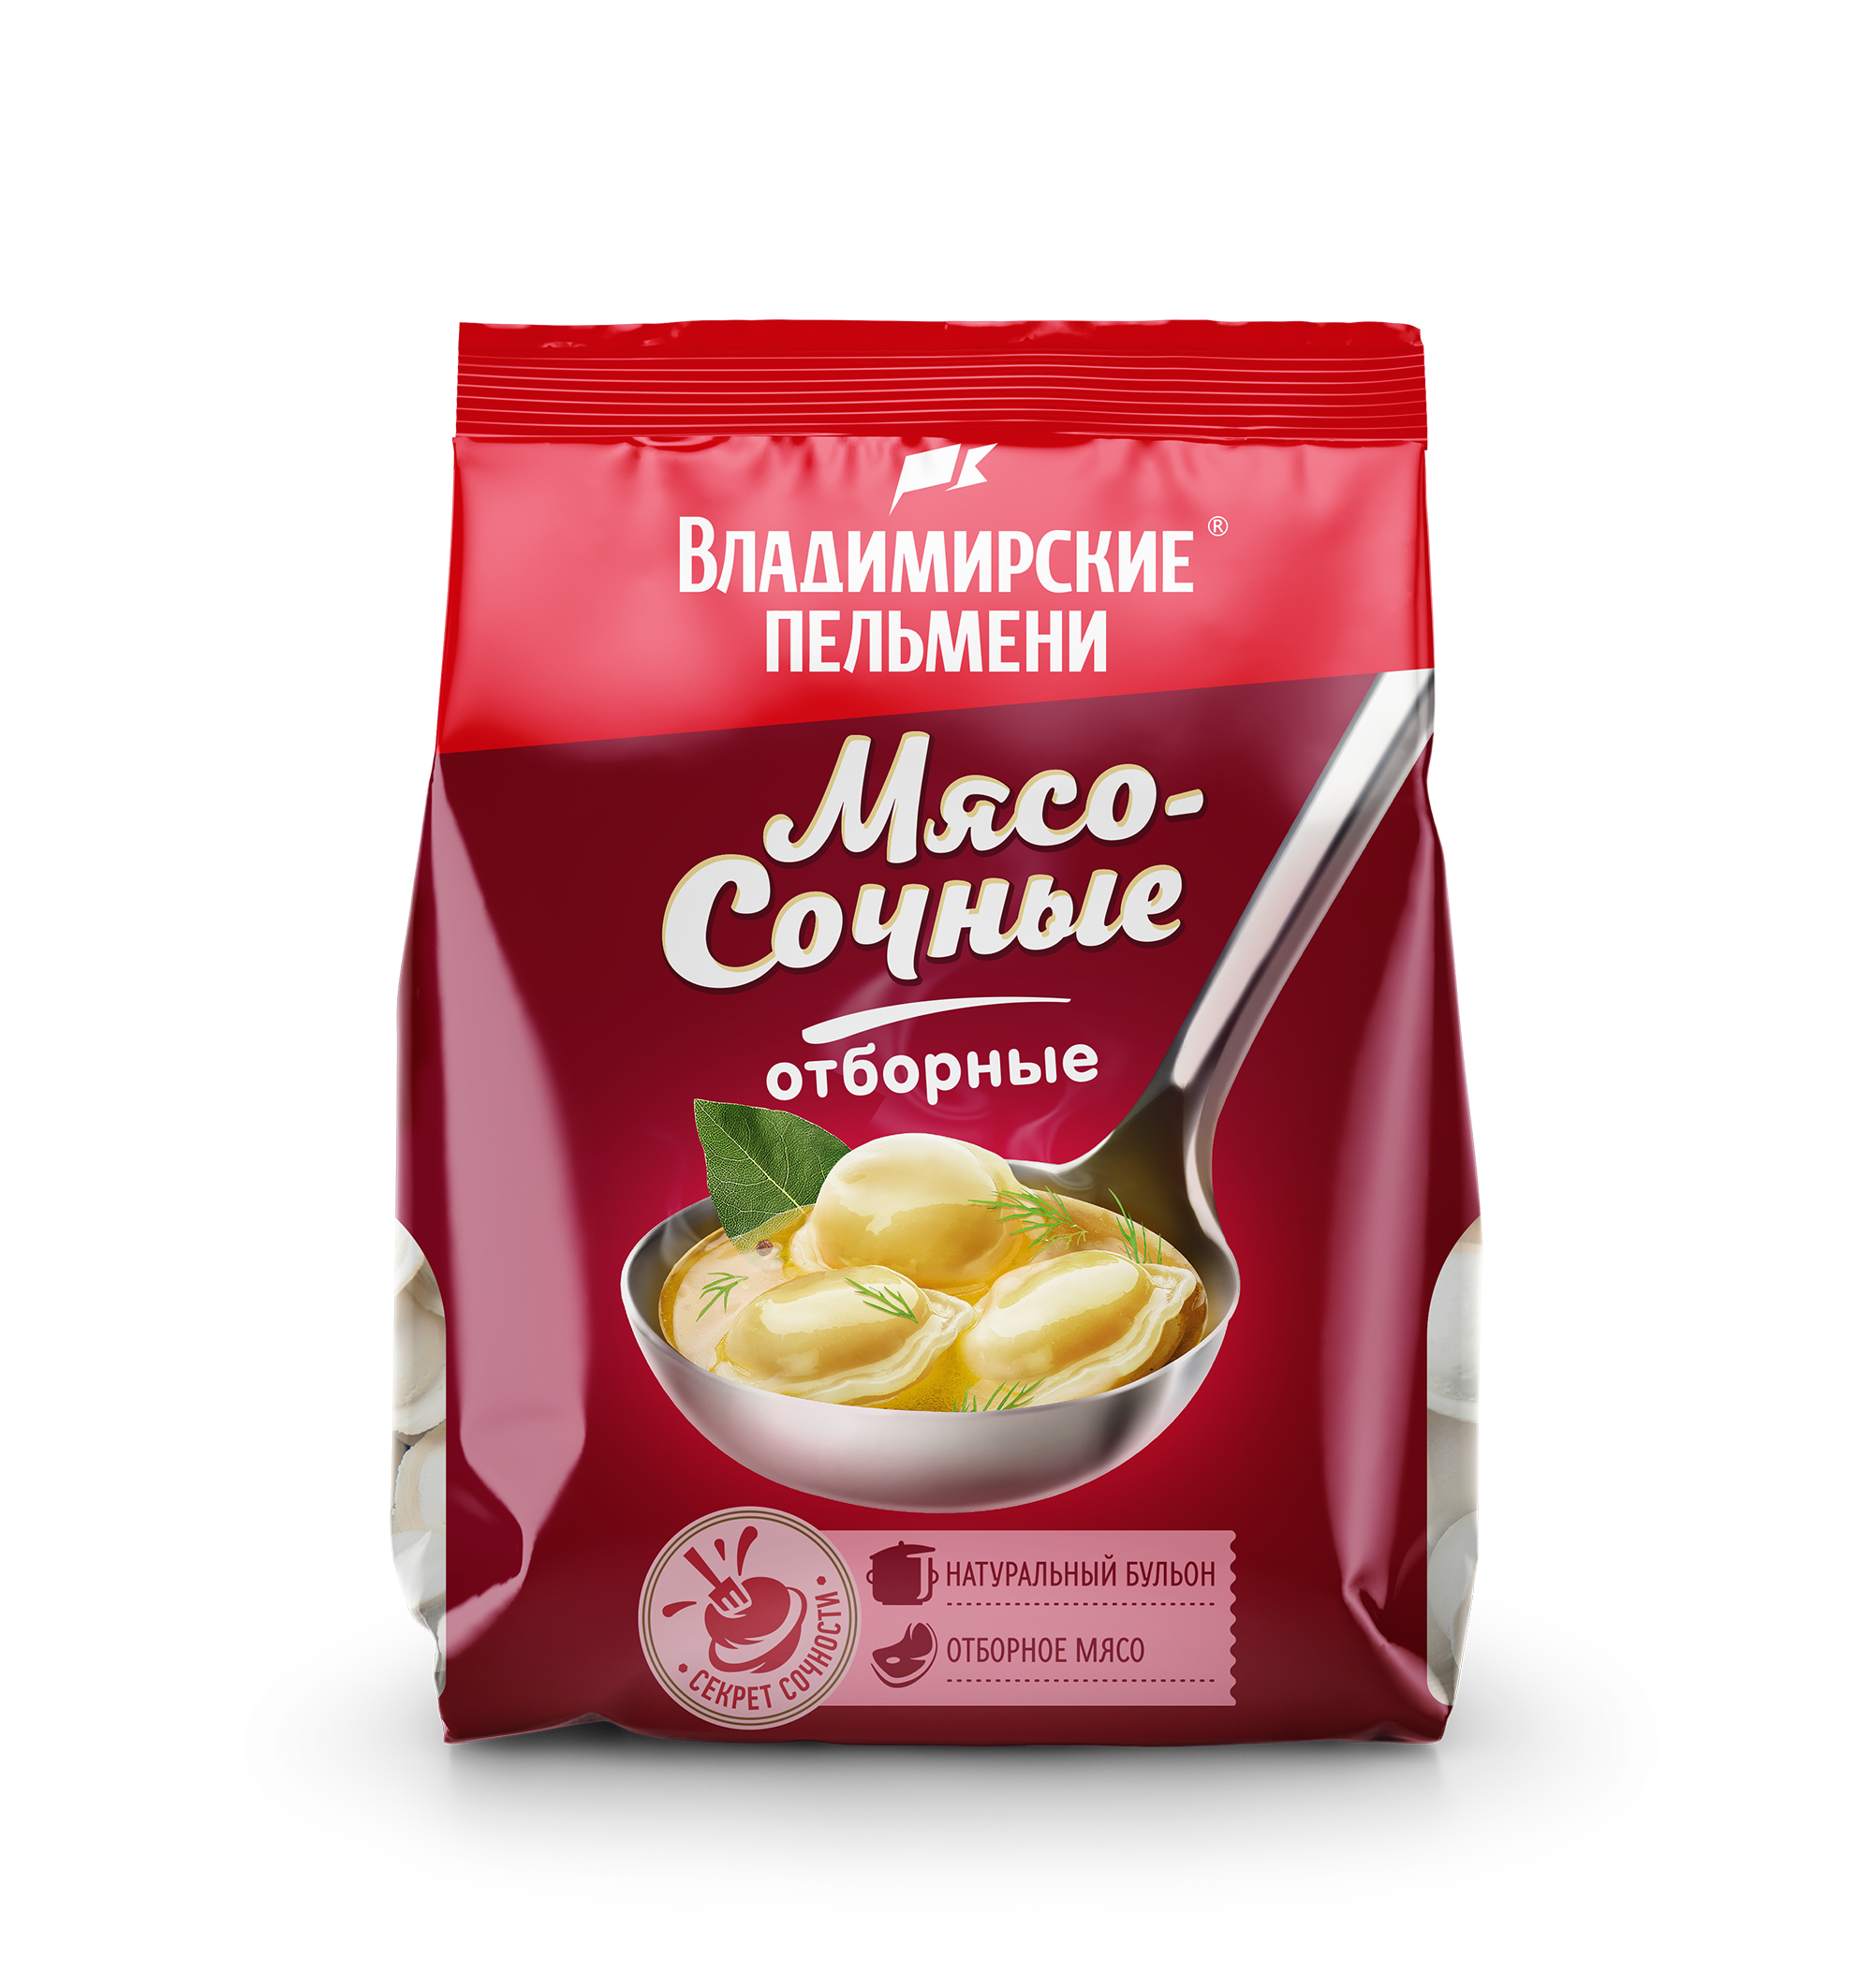 ВЛАДИМИРСКИЕ ®
ПЕЛЬМЕНИ
Мясо-
Сочные
отборные
НАТУРАЛЬНЫЙ БУЛЬОН
ОТБОРНОЕ МЯСО
• СЕКРЕТ СОЧНОСТИ •